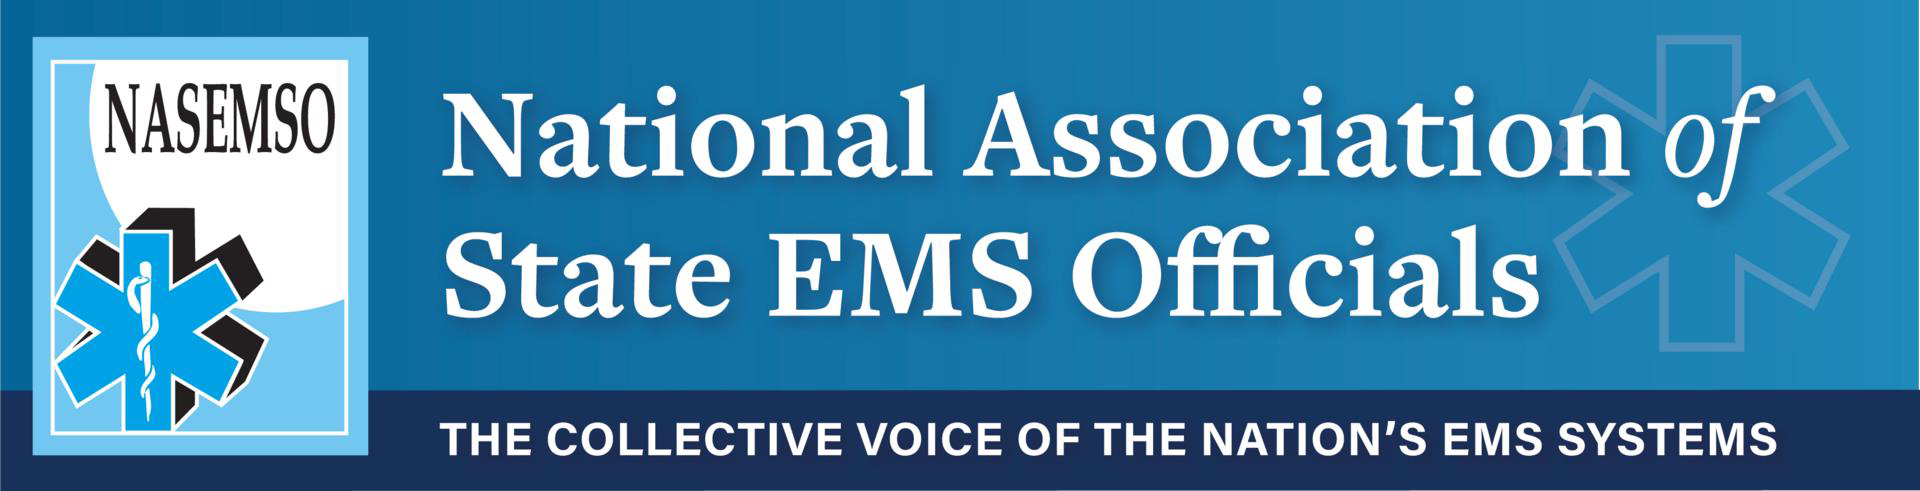 NASEMSO
National Association of
State EMS Officials
THE COLLECTIVE VOICE OF THE NATION’S EMS SYSTEMS